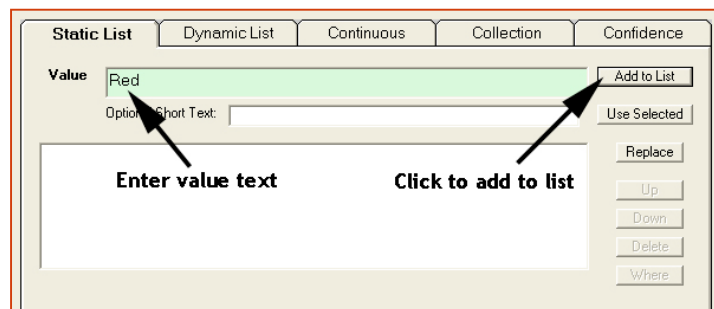 Static List Dynamic List Continuous Collection Confidence
Value Red Add to List
Short Text: Use Selected
Replace
Enter value text Click to add to list
Up
Down
Delete
Where